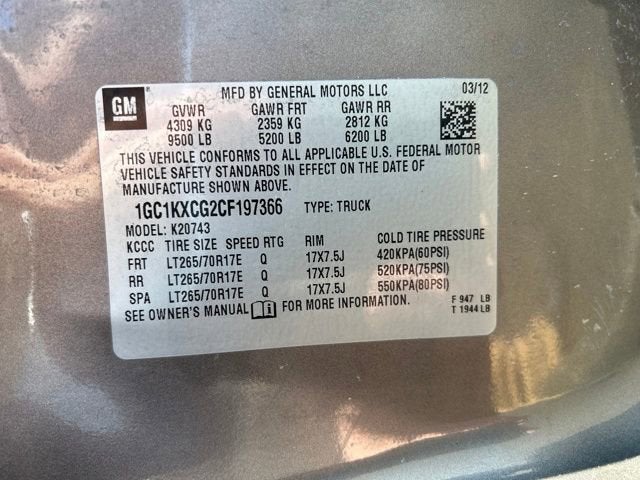 GM
MFD BY GENERAL MOTORS LLC 03/12
GVWR GAWR FRT GAWR RR
4309 KG 2359 KG 2812 KG
9500 LB 5200 LB 6200 LB
THIS VEHICLE CONFORMS TO ALL APPLICABLE U.S. FEDERAL MOTOR
VEHICLE SAFETY STANDARDS IN EFFECT ON THE DATE OF
MANUFACTURE SHOWN ABOVE.
1GC1KXCG2CF197366 TYPE: TRUCK
MODEL: K20743
KCCC TIRE SIZE SPEED RTG RIM COLD TIRE PRESSURE
FRT LT265/70R17E Q 17X7.5J 420KPA(60PSI)
RR LT265/70R17E Q 17X7.5J 520KPA(75PSI)
SPA LT265/70R17E Q 17X7.5J 550KPA(80PSI)
SEE OWNER'S MANUAL FOR MORE INFORMATION.
F 947 LB
T 1944 LB